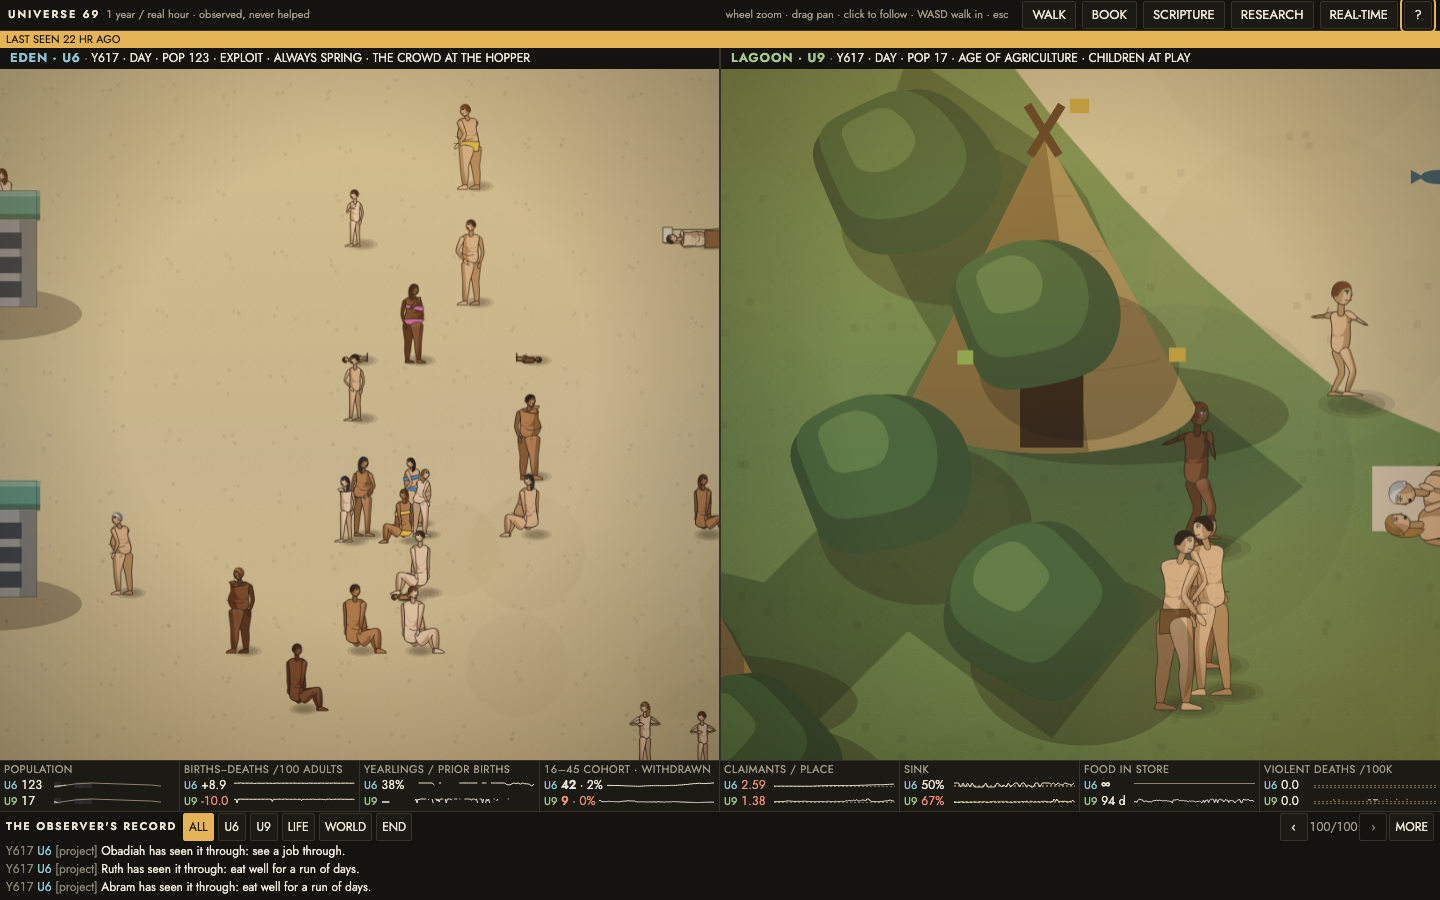 UNIVERSE 69 1 year / real hour · observed, never helped wheel zoom · drag pan · click to follow · WASD walk in · esc WALK BOOK SCRIPTURE RESEARCH REAL-TIME ?
LAST SEEN 22 HR AGO
EDEN · U6 · Y617 · DAY · POP 123 · EXPLOIT · ALWAYS SPRING · THE CROWD AT THE HOPPER
LAGOON · U9 · Y617 · DAY · POP 17 · AGE OF AGRICULTURE · CHILDREN AT PLAY
POPULATION
U6 123
U9 17
BIRTHS–DEATHS /100 ADULTS
U6 +8.9
U9 -10.0
YEARLINGS / PRIOR BIRTHS
U6 38%
U9 –
16–45 COHORT · WITHDRAWN
U6 42 · 2%
U9 9 · 0%
CLAIMANTS / PLACE
U6 2.59
U9 1.38
SINK
U6 50%
U9 67%
FOOD IN STORE
U6 ∞
U9 94 d
VIOLENT DEATHS /100K
U6 0.0
U9 0.0
THE OBSERVER'S RECORD ALL U6 U9 LIFE WORLD END ‹ 100/100 › MORE
Y617 U6 [project] Obadiah has seen it through: see a job through.
Y617 U6 [project] Ruth has seen it through: eat well for a run of days.
Y617 U6 [project] Abram has seen it through: eat well for a run of days.